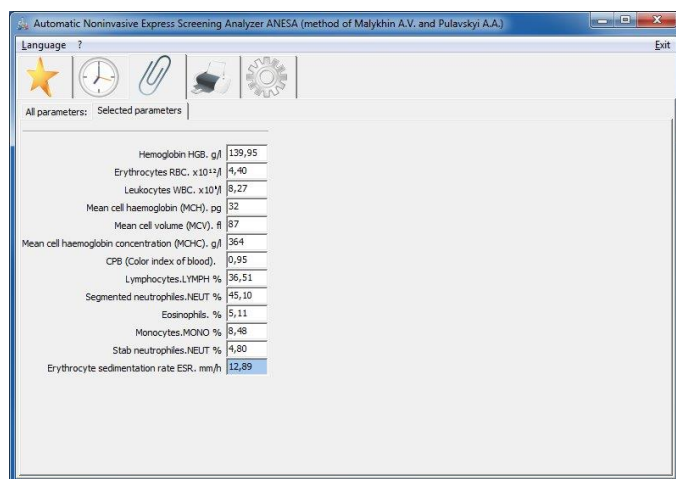 Automatic Noninvasive Express Screening Analyzer ANESA (method of Malykhin A.V. and Pulavskyi A.A.)
Language ? Exit
All parameters: Selected parameters
Hemoglobin HGB. g/l 139,95
Erythrocytes RBC. x10¹²/l 4,40
Leukocytes WBC. x10⁹/l 8,27
Mean cell haemoglobin (MCH). pg 32
Mean cell volume (MCV). fl 87
Mean cell haemoglobin concentration (MCHC). g/l 364
CPB (Color index of blood). 0,95
Lymphocytes.LYMPH % 36,51
Segmented neutrophiles.NEUT % 45,10
Eosinophils. % 5,11
Monocytes.MONO % 8,48
Stab neutrophiles.NEUT % 4,80
Erythrocyte sedimentation rate ESR. mm/h 12,89